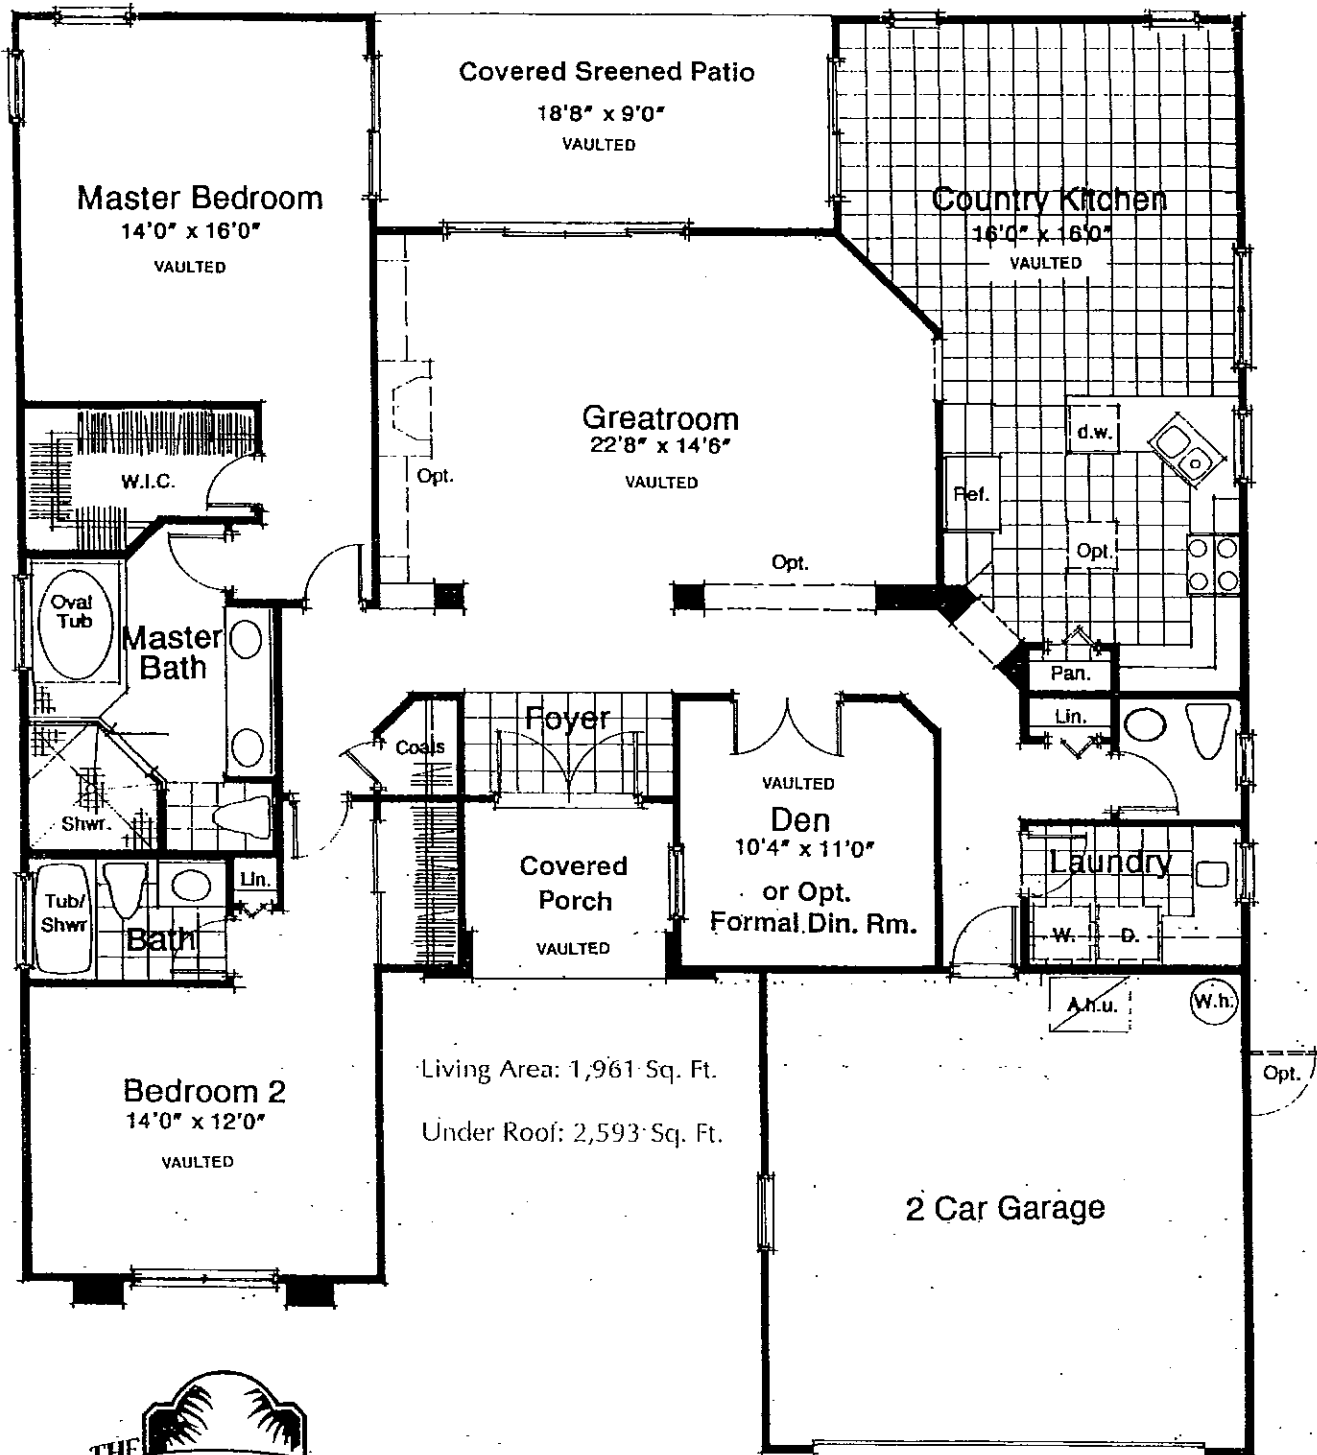 Covered Sreened Patio
18'8" x 9'0"
VAULTED
Master Bedroom
14'0" x 16'0"
VAULTED
Country Kitchen
16'0" x 16'0"
VAULTED
Greatroom
22'8" x 14'6"
VAULTED
Opt.
d.w.
Ref.
Opt.
Opt.
W.I.C.
Oval
Tub
Master
Bath
Pan.
Lin.
Foyer
Coats
Shwr.
VAULTED
Den
10'4" x 11'0"
or Opt.
Formal Din. Rm.
Covered
Porch
VAULTED
Laundry
W.
D.
Lin.
Tub/
Shwr
Bath
A.h.u.
W.h.
Opt.
Living Area: 1,961 Sq. Ft.
Under Roof: 2,593 Sq. Ft.
Bedroom 2
14'0" x 12'0"
VAULTED
2 Car Garage
THE